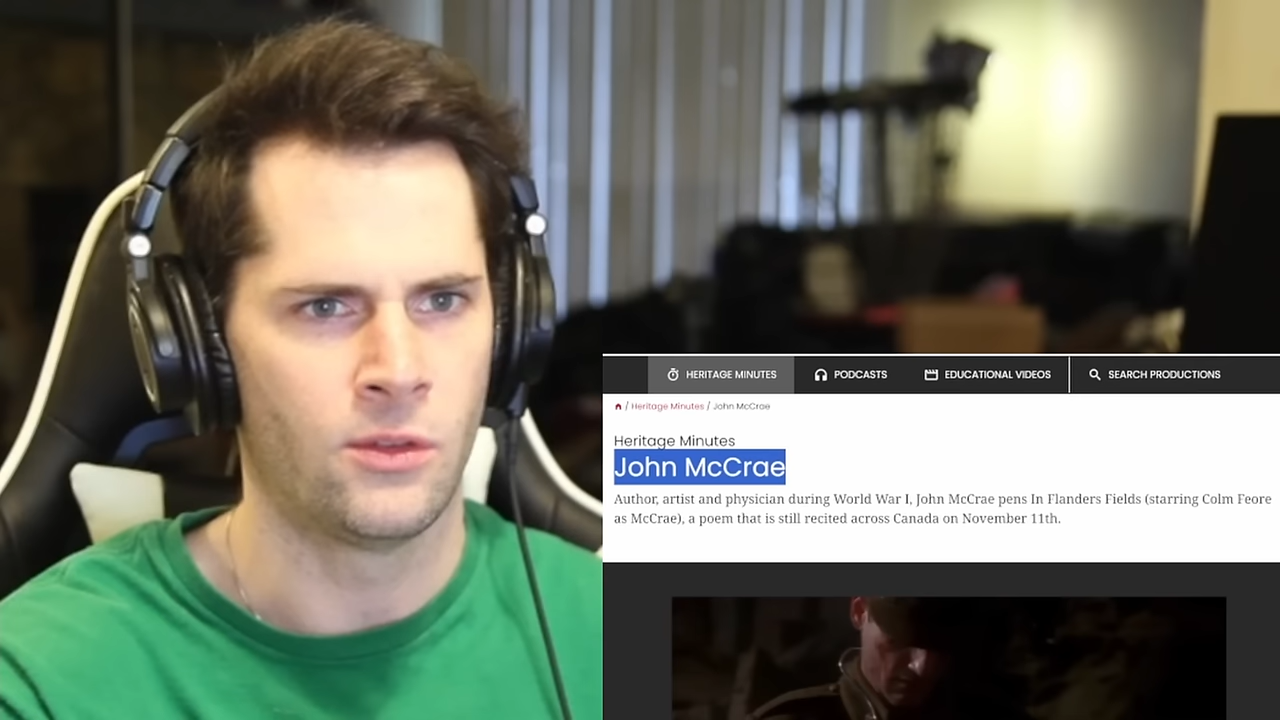 HERITAGE MINUTES PODCASTS EDUCATIONAL VIDEOS SEARCH PRODUCTIONS
/ Heritage Minutes / John McCrae
Heritage Minutes
John McCrae
Author, artist and physician during World War I, John McCrae pens In Flanders Fields (starring Colm Feore
as McCrae), a poem that is still recited across Canada on November 11th.